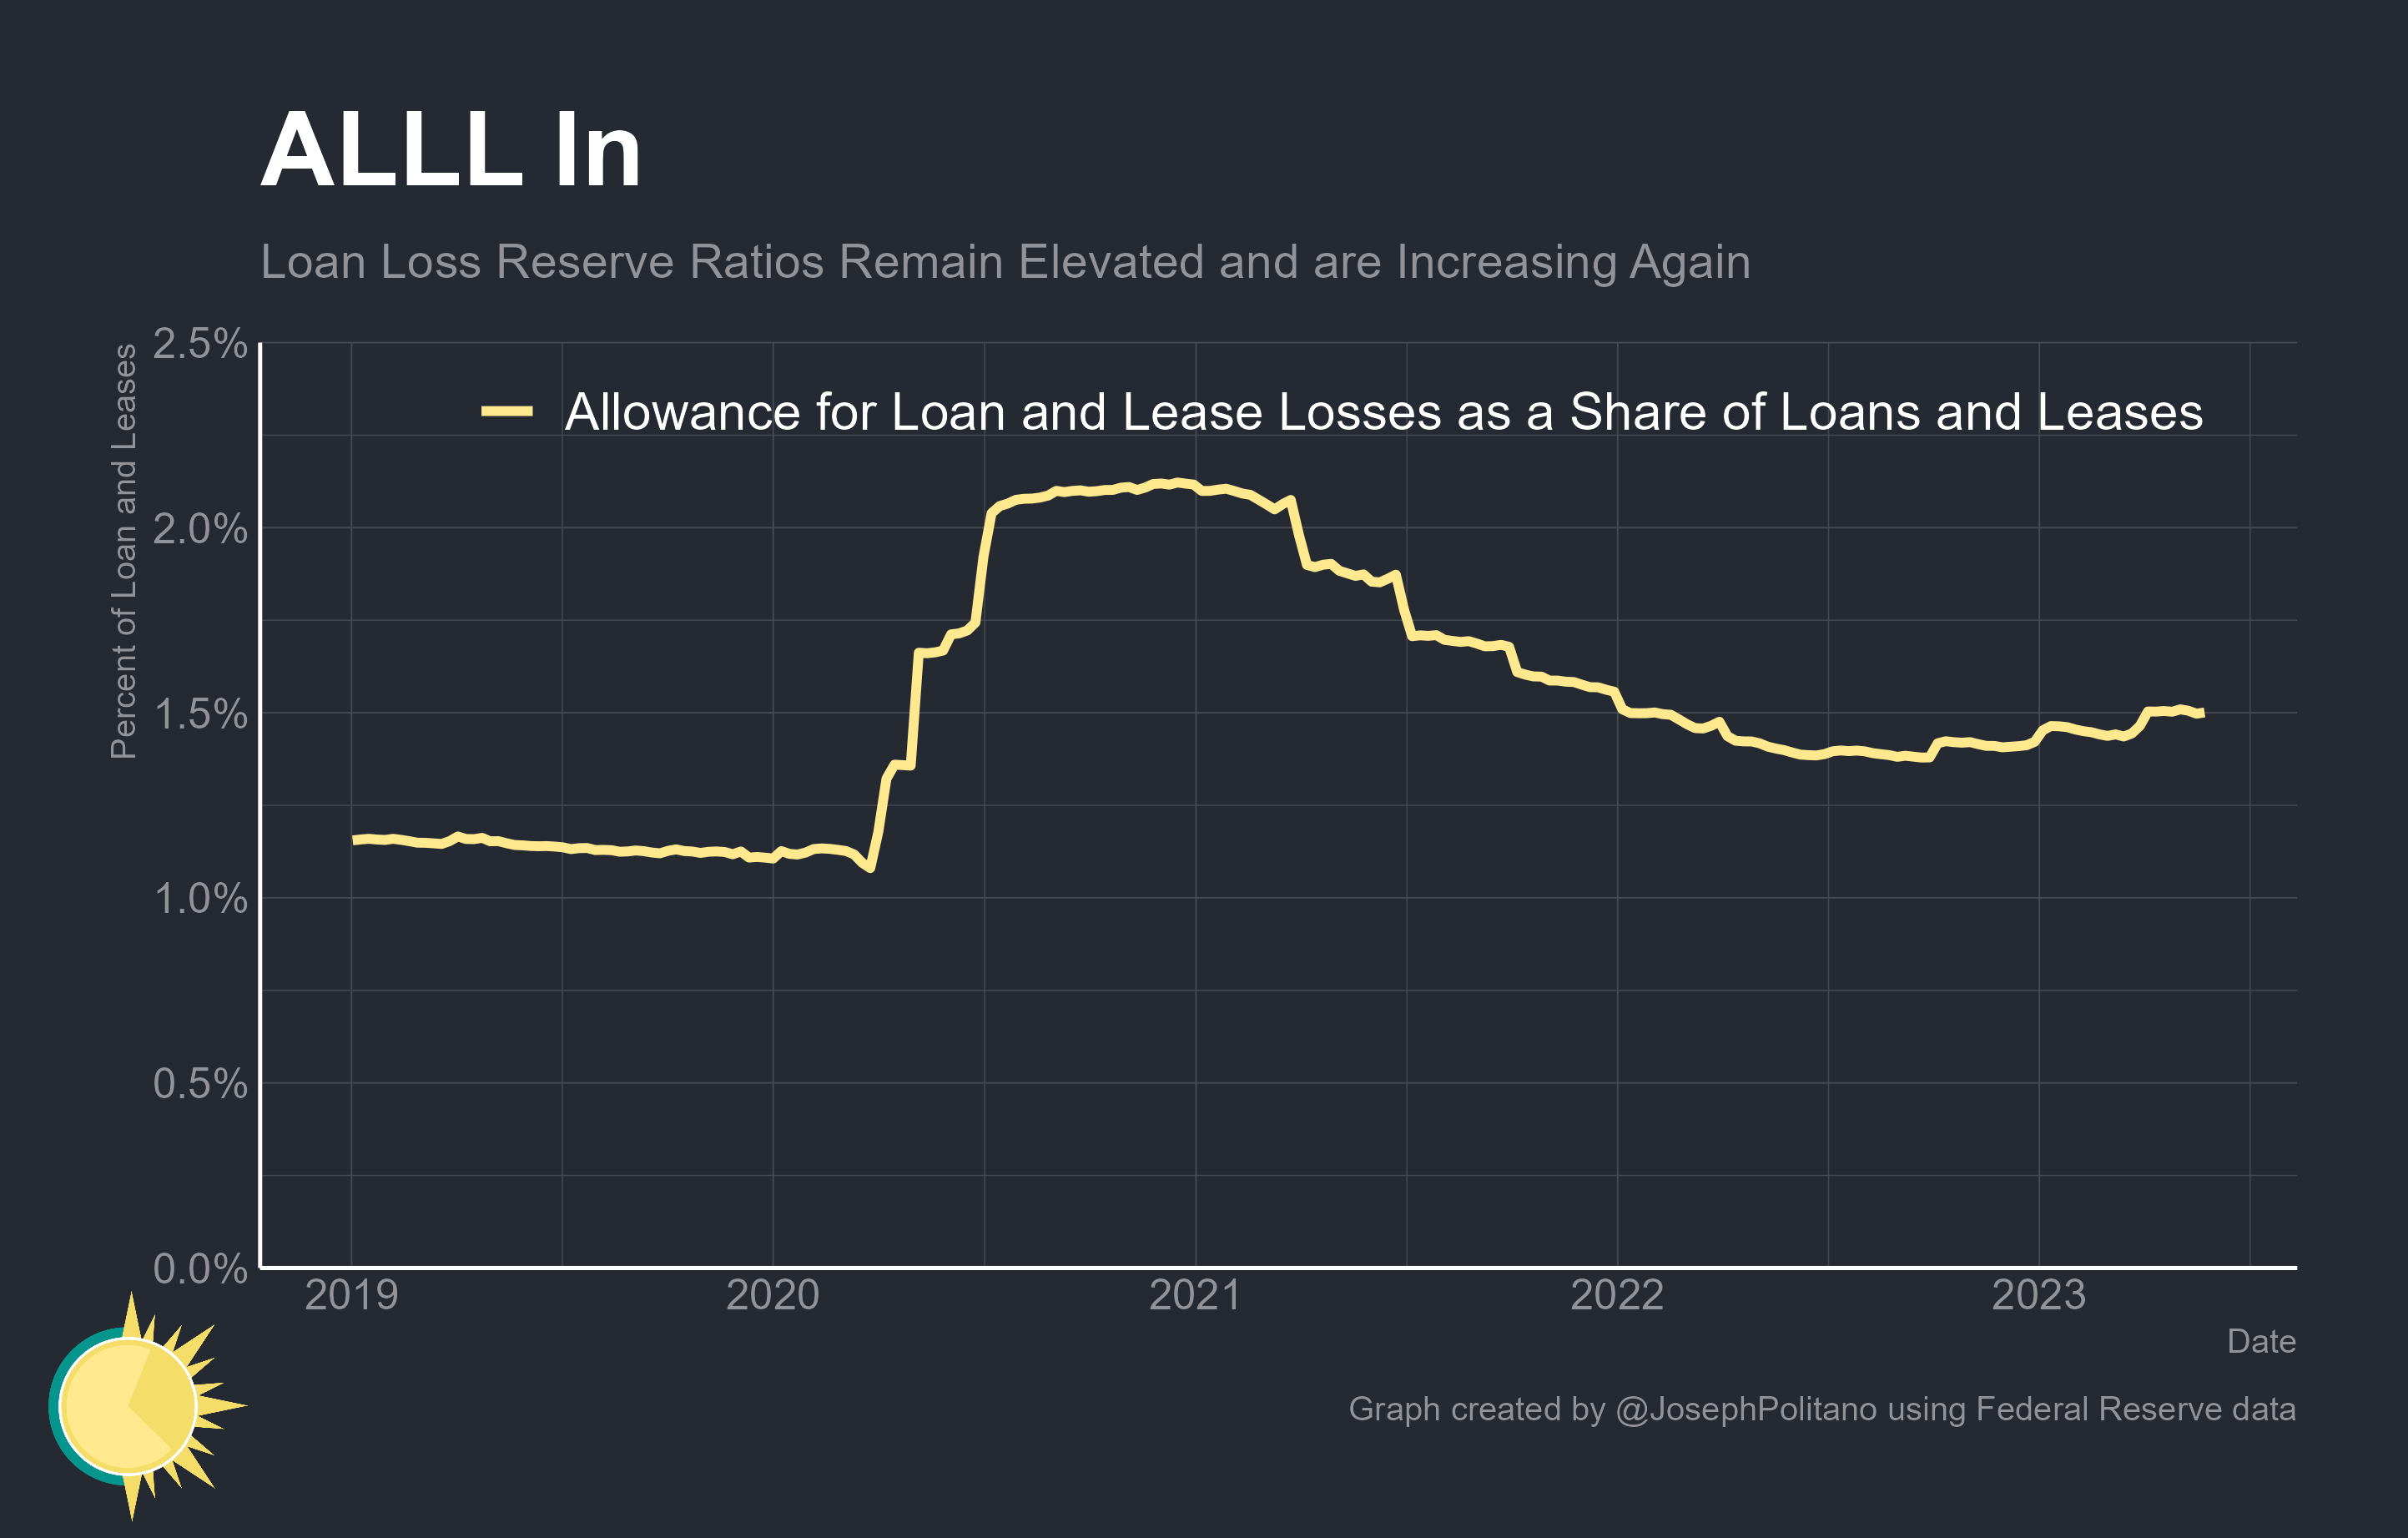 ALLL In
Loan Loss Reserve Ratios Remain Elevated and are Increasing Again
Percent of Loan and Leases
2.5%
2.0%
1.5%
1.0%
0.5%
0.0%
Allowance for Loan and Lease Losses as a Share of Loans and Leases
2019
2020
2021
2022
2023
Date
Graph created by @JosephPolitano using Federal Reserve data